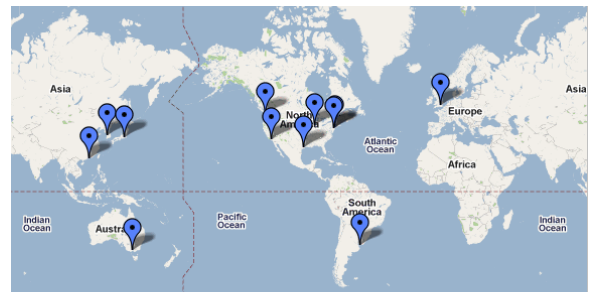 Asia
Asia
North
America
Europe
Atlantic
Ocean
Africa
South
America
Indian
Ocean
Austra
Pacific
Ocean
Indian
Ocean